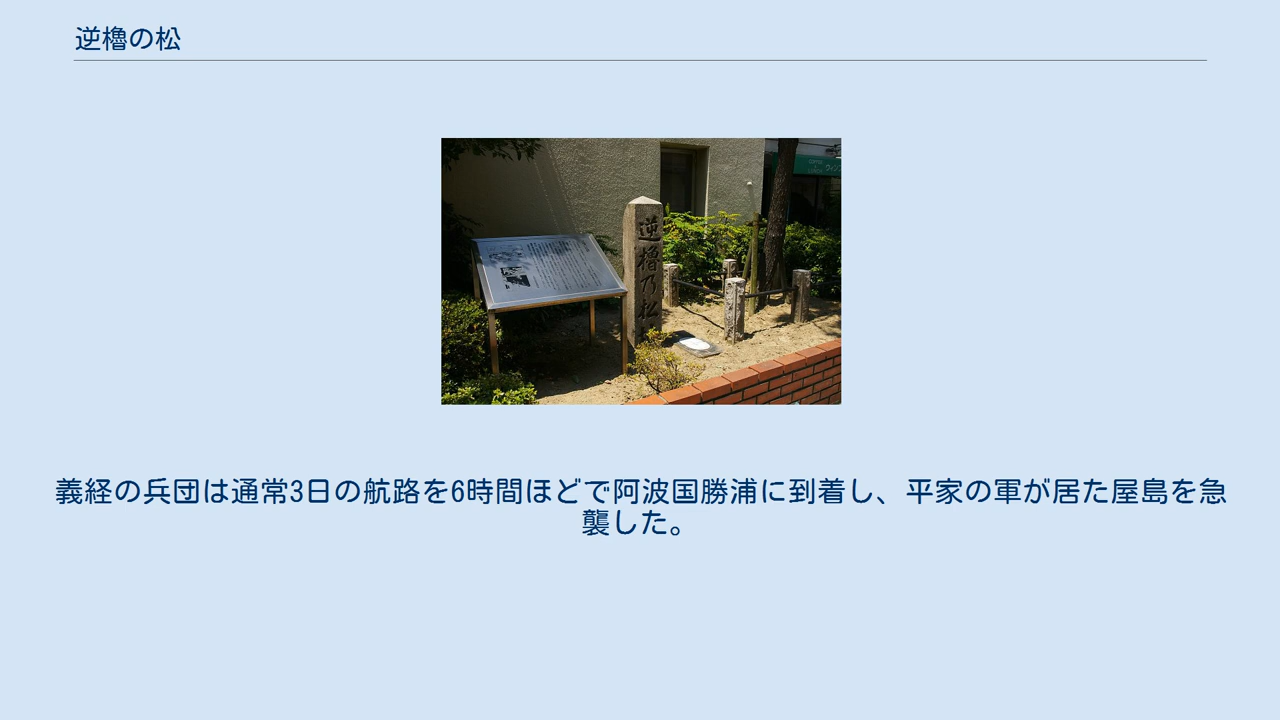 逆櫓の松
逆櫓乃松
義経の兵団は通常3日の航路を6時間ほどで阿波国勝浦に到着し、平家の軍が居た屋島を急
襲した。